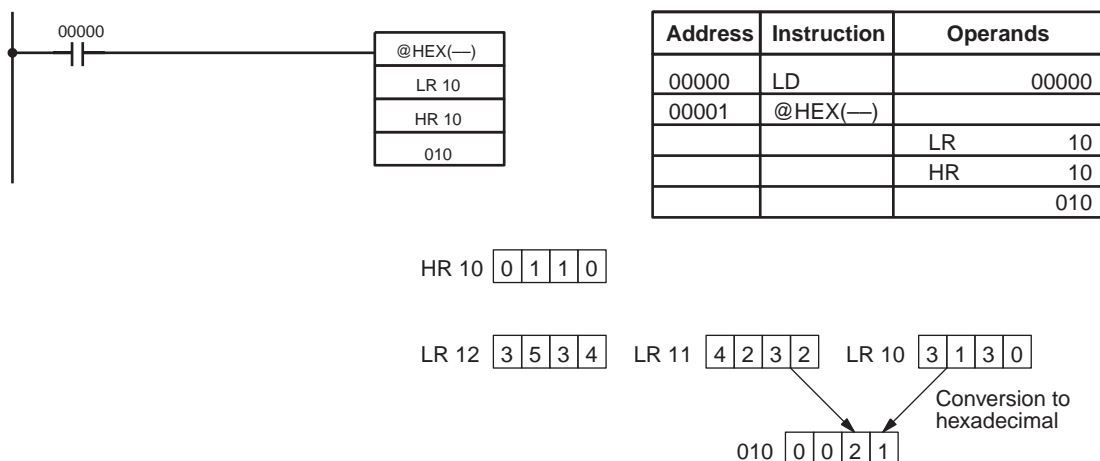 00000
@HEX(—)
LR 10
HR 10
010
Address Instruction Operands
00000 LD 00000
00001 @HEX(—)
LR 10
HR 10
010
HR 10 0 1 1 0
LR 12 3 5 3 4 LR 11 4 2 3 2 LR 10 3 1 3 0
Conversion to
hexadecimal
010 0 0 2 1